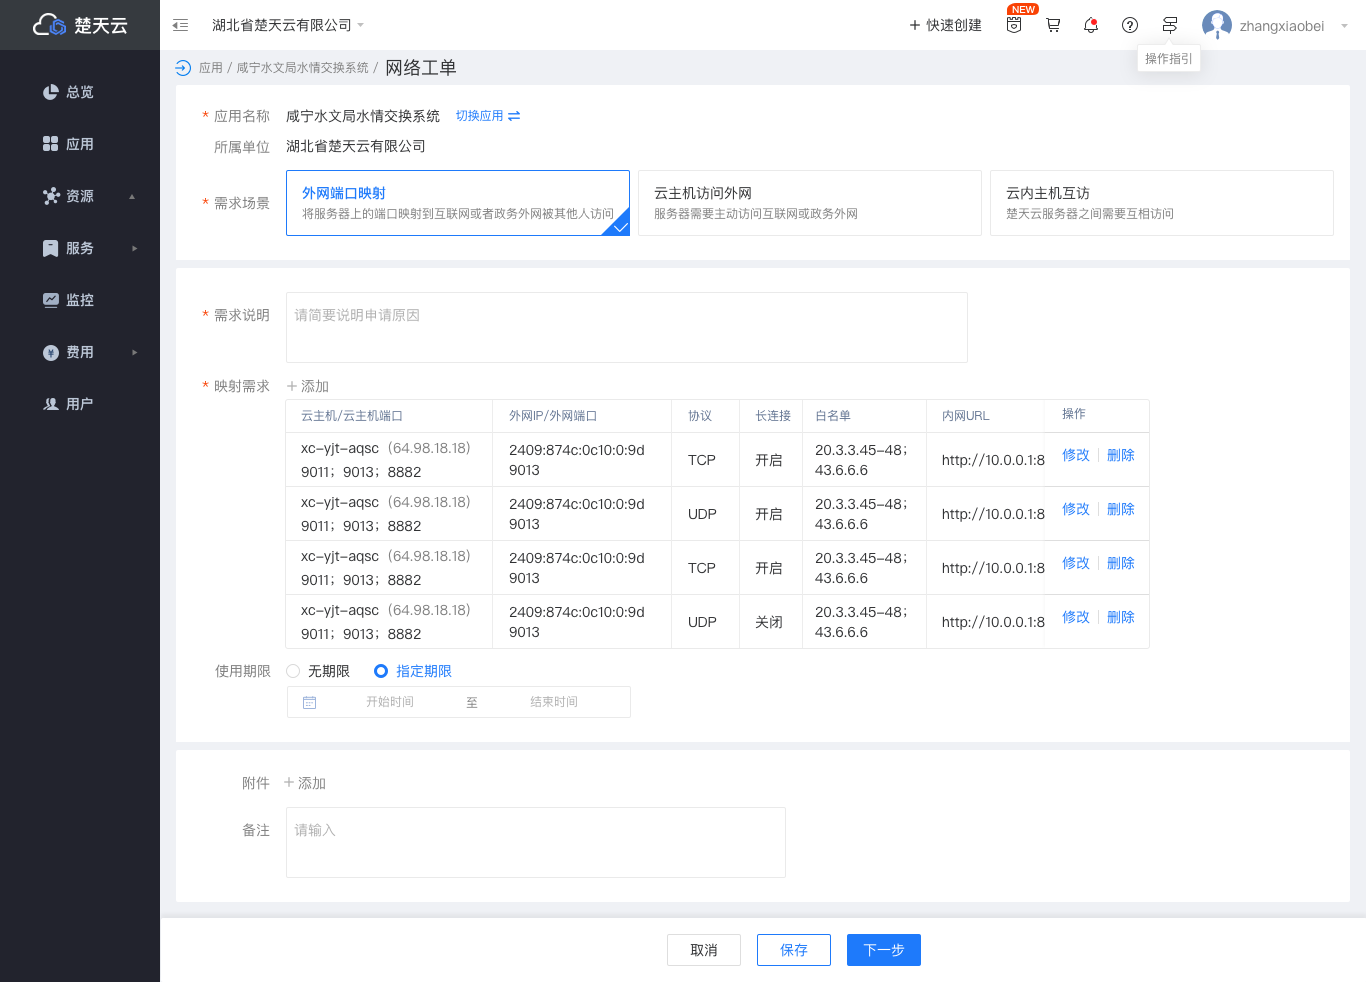 楚天云
湖北省楚天云有限公司
快速创建
NEW
zhangxiaobei
操作指引
总览
应用
资源
服务
监控
费用
用户
应用 / 咸宁水文局水情交换系统 / 网络工单
* 应用名称 咸宁水文局水情交换系统 切换应用
所属单位 湖北省楚天云有限公司
* 需求场景
外网端口映射
将服务器上的端口映射到互联网或者政务外网被其他人访问
云主机访问外网
服务器需要主动访问互联网或政务外网
云内主机互访
楚天云服务器之间需要互相访问
* 需求说明 请简要说明申请原因
* 映射需求 添加
云主机/云主机端口 外网IP/外网端口 协议 长连接 白名单 内网URL 操作
xc-yjt-aqsc（64.98.18.18） 2409:874c:0c10:0:9d TCP 开启 20.3.3.45-48； http://10.0.0.1:8 修改 删除
9011；9013；8882 9013 43.6.6.6
xc-yjt-aqsc（64.98.18.18） 2409:874c:0c10:0:9d UDP 开启 20.3.3.45-48； http://10.0.0.1:8 修改 删除
9011；9013；8882 9013 43.6.6.6
xc-yjt-aqsc（64.98.18.18） 2409:874c:0c10:0:9d TCP 开启 20.3.3.45-48； http://10.0.0.1:8 修改 删除
9011；9013；8882 9013 43.6.6.6
xc-yjt-aqsc（64.98.18.18） 2409:874c:0c10:0:9d UDP 关闭 20.3.3.45-48； http://10.0.0.1:8 修改 删除
9011；9013；8882 9013 43.6.6.6
使用期限 无期限 指定期限
开始时间 至 结束时间
附件 添加
备注 请输入
取消 保存 下一步